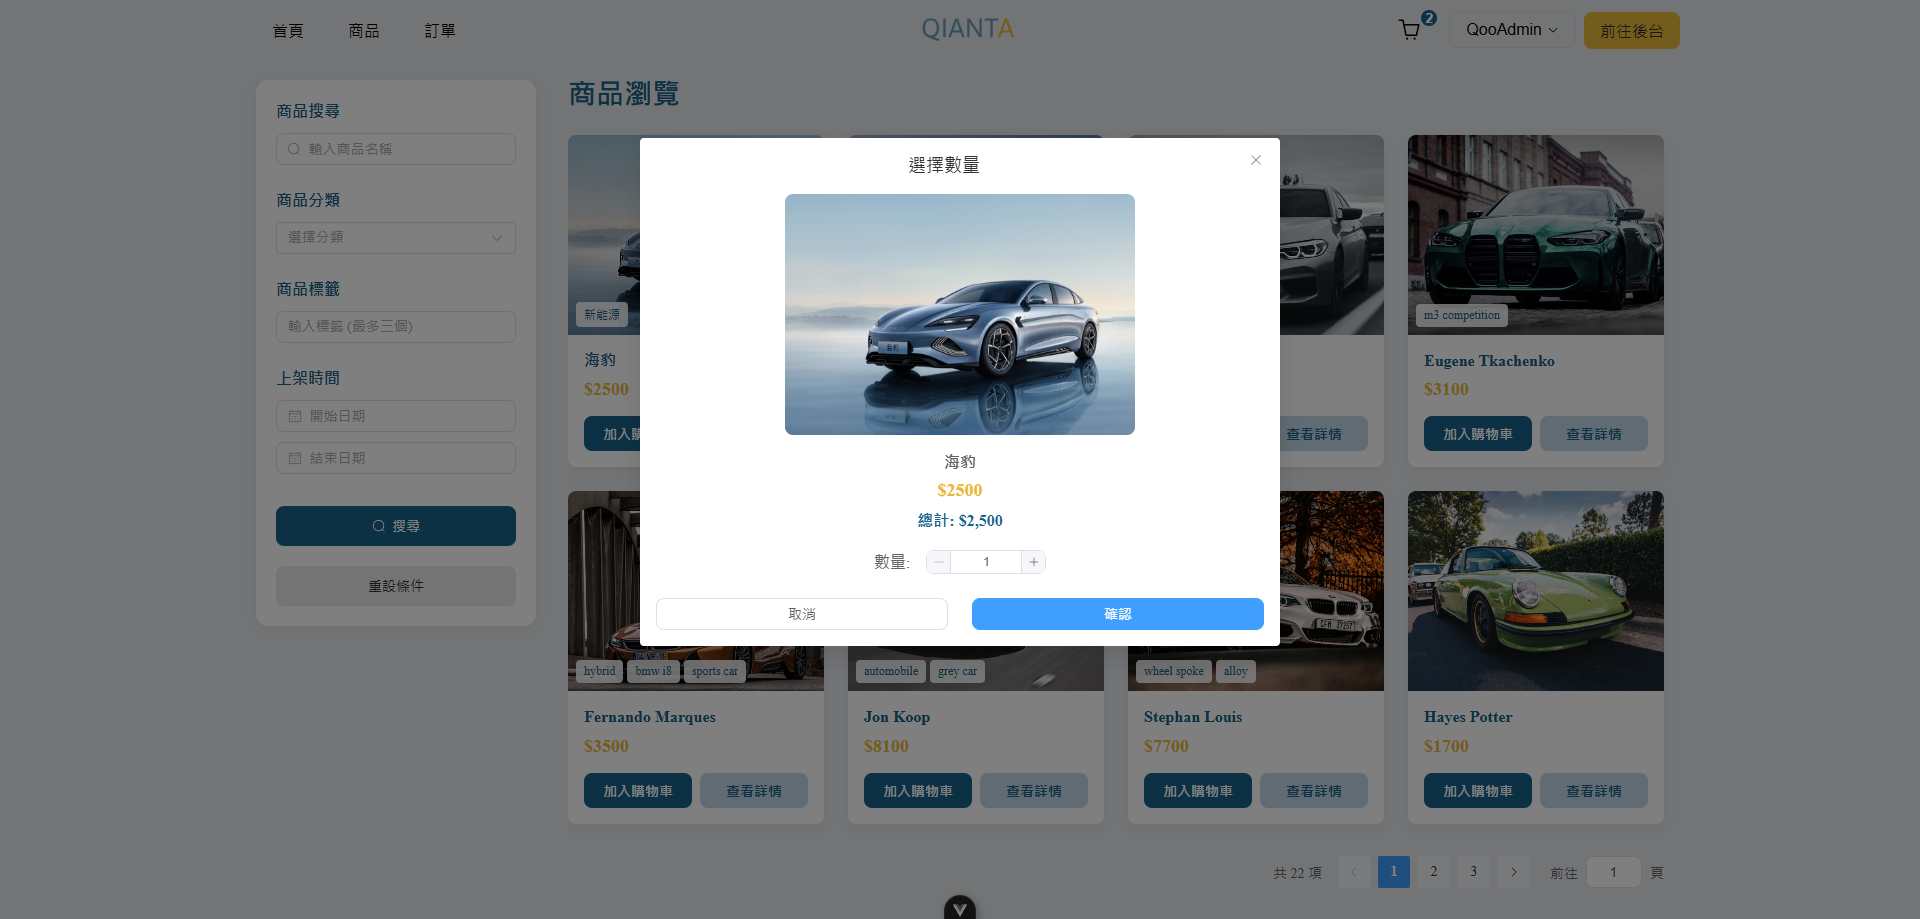 首頁
商品
訂單
QIANTA
2
QooAdmin
前往後台
商品搜尋
輸入商品名稱
商品分類
選擇分類
商品標籤
輸入標籤 (最多三個)
上架時間
開始日期
結束日期
搜尋
重設條件
商品瀏覽
新能源
海豹
$2500
加入購
查看詳情
m3 competition
Eugene Tkachenko
$3100
加入購物車
查看詳情
選擇數量
海豹
海豹
$2500
總計: $2,500
數量:
1
取消
確認
hybrid
bmw i8
sports car
Fernando Marques
$3500
加入購物車
查看詳情
automobile
grey car
Jon Koop
$8100
加入購物車
查看詳情
wheel spoke
alloy
Stephan Louis
$7700
加入購物車
查看詳情
Hayes Potter
$1700
加入購物車
查看詳情
共 22 項
1
2
3
前往
1
頁